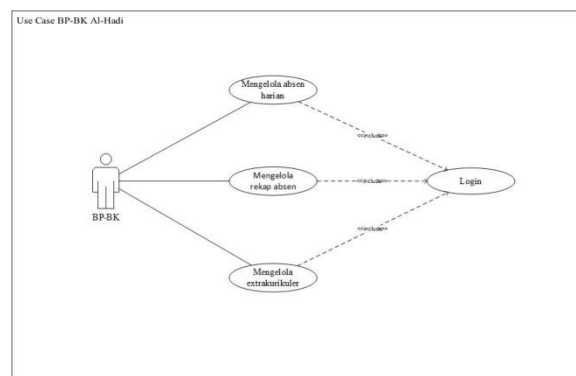 Use Case BP-BK Al-Hadi
Mengelola absen
harian
<<include>>
Mengelola
rekap absen
<<include>>
Login
BP-BK
<<include>>
Mengelola
extrakurikuler